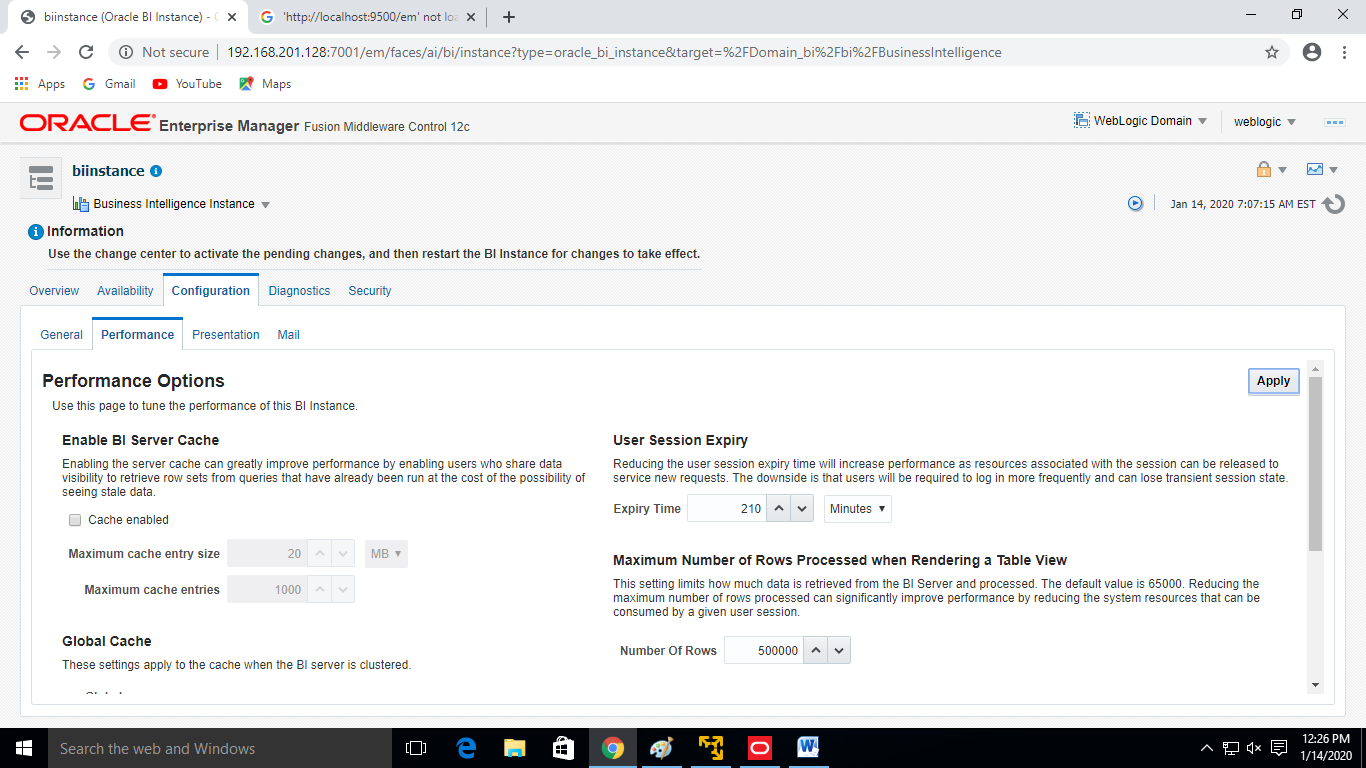 biinstance (Oracle BI Instance) -
'http://localhost:9500/em' not loa
Not secure
192.168.201.128:7001/em/faces/ai/bi/instance?type=oracle_bi_instance&target=%2FDomain_bi%2Fbi%2FBusinessIntelligence
Apps
Gmail
YouTube
Maps
ORACLE Enterprise Manager Fusion Middleware Control 12c
WebLogic Domain
weblogic
biinstance
Business Intelligence Instance
Jan 14, 2020 7:07:15 AM EST
Information
Use the change center to activate the pending changes, and then restart the BI Instance for changes to take effect.
Overview
Availability
Configuration
Diagnostics
Security
General
Performance
Presentation
Mail
Performance Options
Apply
Use this page to tune the performance of this BI Instance.
Enable BI Server Cache
Enabling the server cache can greatly improve performance by enabling users who share data
visibility to retrieve row sets from queries that have already been run at the cost of the possibility of
seeing stale data.
Cache enabled
Maximum cache entry size 20 MB
Maximum cache entries 1000
Global Cache
These settings apply to the cache when the BI server is clustered.
User Session Expiry
Reducing the user session expiry time will increase performance as resources associated with the session can be released to
service new requests. The downside is that users will be required to log in more frequently and can lose transient session state.
Expiry Time 210 Minutes
Maximum Number of Rows Processed when Rendering a Table View
This setting limits how much data is retrieved from the BI Server and processed. The default value is 65000. Reducing the
maximum number of rows processed can significantly improve performance by reducing the system resources that can be
consumed by a given user session.
Number Of Rows 500000
Search the web and Windows
12:26 PM
1/14/2020